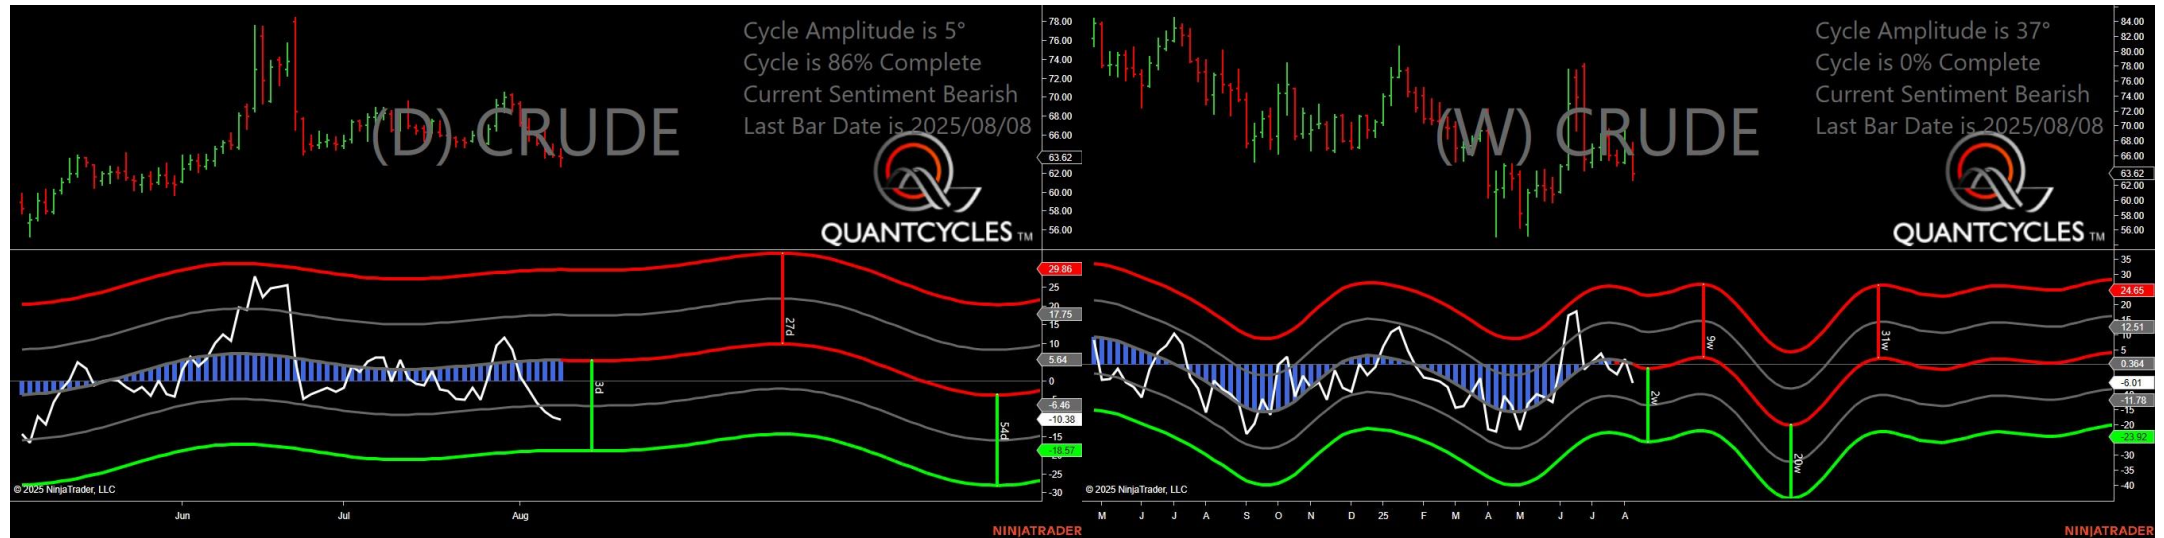 Cycle Amplitude is 5°
Cycle is 86% Complete
Current Sentiment Bearish
Last Bar Date is 2025/08/08
(D) CRUDE
QUANTCYCLES TM
78.00
76.00
74.00
72.00
70.00
68.00
66.00
63.62
62.00
60.00
58.00
56.00
29.86
25
20
17.75
15
10
5.64
0
-6.46
-10.38
-15
-18.57
-25
-30
3d
27d
54d
© 2025 NinjaTrader, LLC
Jun Jul Aug
NINJATRADER
Cycle Amplitude is 37°
Cycle is 0% Complete
Current Sentiment Bearish
Last Bar Date is 2025/08/08
(W) CRUDE
QUANTCYCLES TM
84.00
82.00
80.00
78.00
76.00
74.00
72.00
70.00
68.00
66.00
63.62
62.00
60.00
58.00
56.00
35
30
24.65
20
15
12.51
5
0.364
-6.01
-11.78
-15
-20
-23.92
-30
-35
-40
2w
9w
20w
31w
© 2025 NinjaTrader, LLC
M J J A S O N D 25 F M A M J J A
NINJATRADER